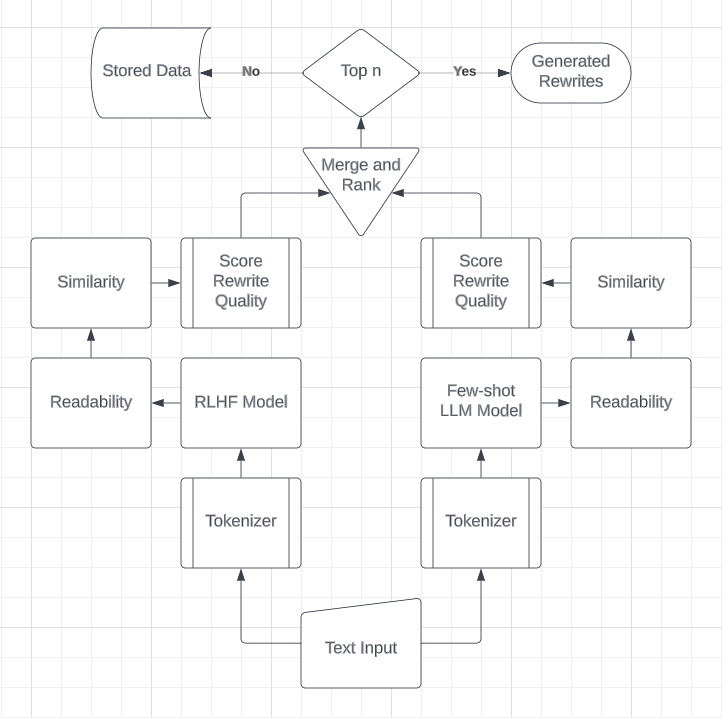 Stored Data
No
Top n
Yes
Generated
Rewrites
Merge and
Rank
Similarity
Score
Rewrite
Quality
Score
Rewrite
Quality
Similarity
Readability
RLHF Model
Few-shot
LLM Model
Readability
Tokenizer
Tokenizer
Text Input